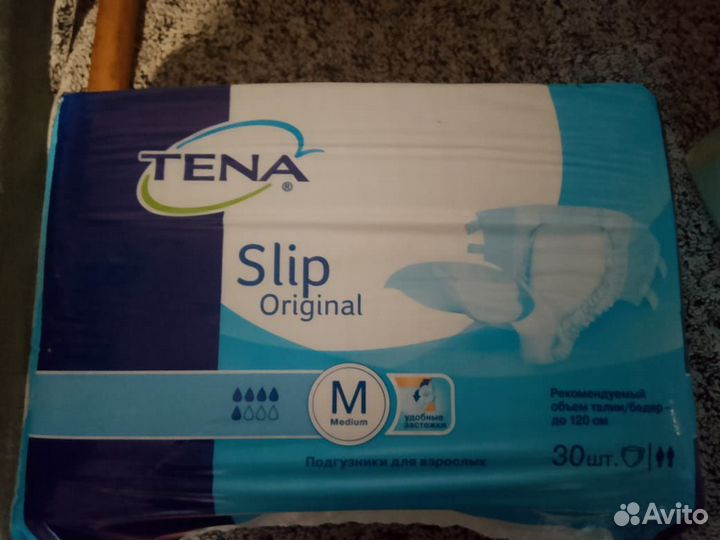 TENA®
Slip
Original
M
Medium
удобные
застежки
Рекомендуемый
объем талии/бедер -
до 120 см
Подгузники для взрослых
30шт.
Avito